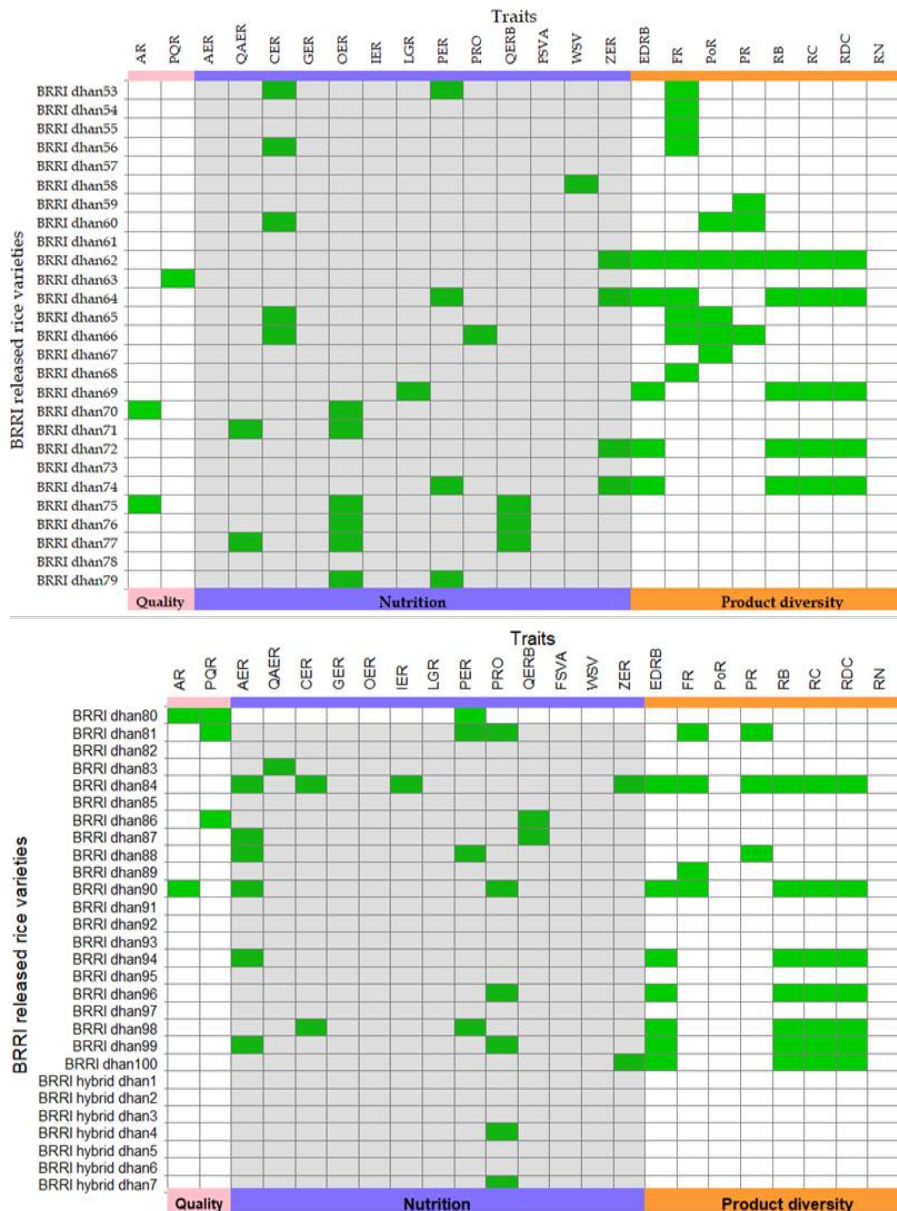 Traits
AR PQR AER QAER CER GER OER IER LGR PER PRO QERB FSVA WSV ZER EDRB FR PoR PR RB RC RDC RN
BRRI released rice varieties
BRRI dhan53
BRRI dhan54
BRRI dhan55
BRRI dhan56
BRRI dhan57
BRRI dhan58
BRRI dhan59
BRRI dhan60
BRRI dhan61
BRRI dhan62
BRRI dhan63
BRRI dhan64
BRRI dhan65
BRRI dhan66
BRRI dhan67
BRRI dhan68
BRRI dhan69
BRRI dhan70
BRRI dhan71
BRRI dhan72
BRRI dhan73
BRRI dhan74
BRRI dhan75
BRRI dhan76
BRRI dhan77
BRRI dhan78
BRRI dhan79
Quality Nutrition Product diversity
Traits
AR PQR AER QAER CER GER OER IER LGR PER PRO QERB FSVA WSV ZER EDRB FR PoR PR RB RC RDC RN
BRRI released rice varieties
BRRI dhan80
BRRI dhan81
BRRI dhan82
BRRI dhan83
BRRI dhan84
BRRI dhan85
BRRI dhan86
BRRI dhan87
BRRI dhan88
BRRI dhan89
BRRI dhan90
BRRI dhan91
BRRI dhan92
BRRI dhan93
BRRI dhan94
BRRI dhan95
BRRI dhan96
BRRI dhan97
BRRI dhan98
BRRI dhan99
BRRI dhan100
BRRI hybrid dhan1
BRRI hybrid dhan2
BRRI hybrid dhan3
BRRI hybrid dhan4
BRRI hybrid dhan5
BRRI hybrid dhan6
BRRI hybrid dhan7
Quality Nutrition Product diversity